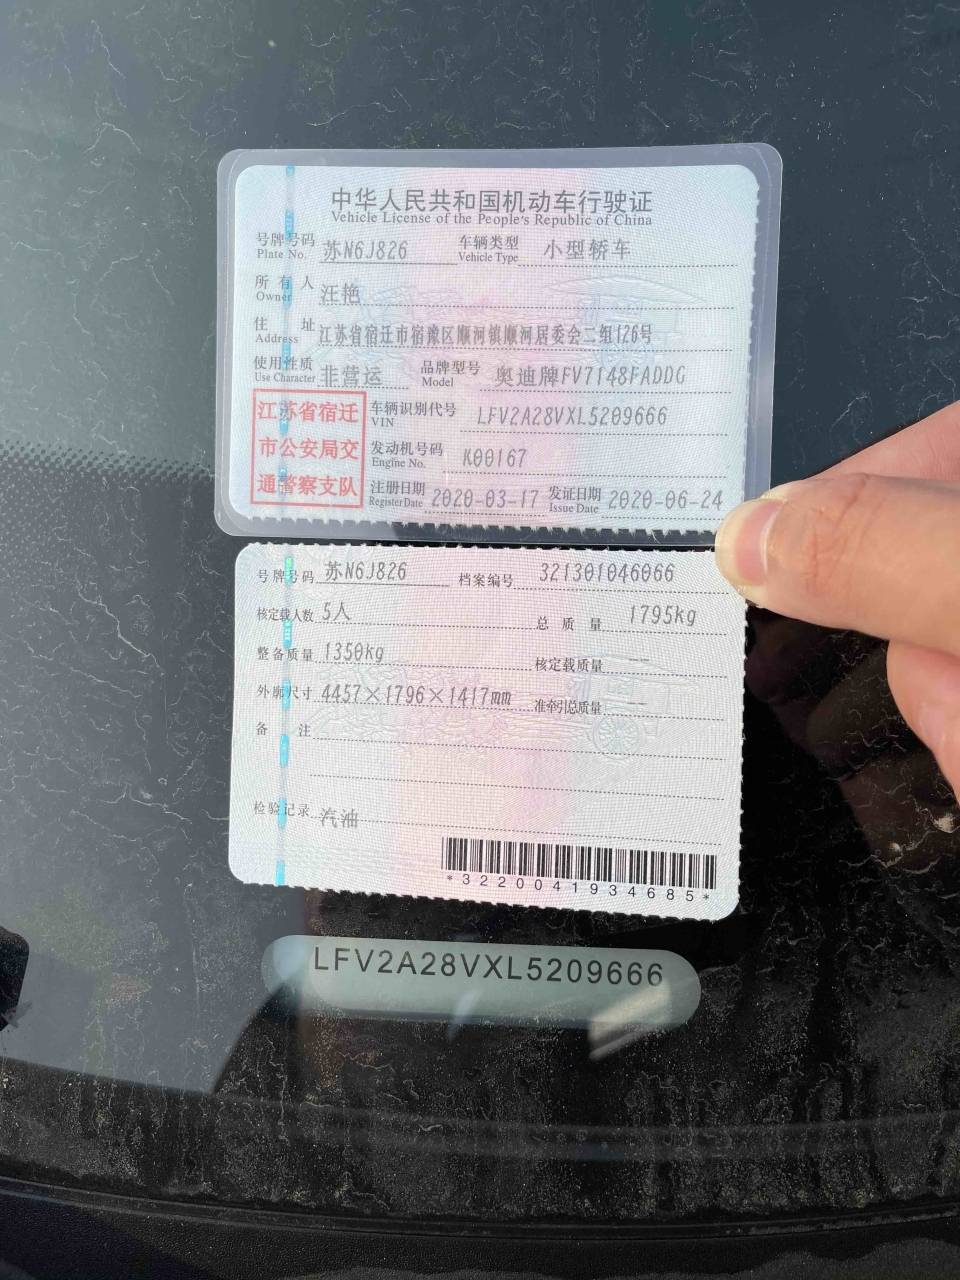 中华人民共和国机动车行驶证
Vehicle License of the People's Republic of China
号牌号码 苏N6J826 车辆类型 小型轿车
Plate No. Vehicle Type
所有人 汪艳
Owner
住址 江苏省宿迁市宿豫区顺河镇顺河居委会二组126号
Address
使用性质 非营运 品牌型号 奥迪牌FV7148FADDG
Use Character Model
江苏省宿迁
市公安局交
通警察支队
车辆识别代号 LFV2A28VXL5209666
VIN
发动机号码 K00167
Engine No.
注册日期 2020-03-17 发证日期 2020-06-24
Register Date Issue Date
号牌号码 苏N6J826 档案编号 321301046066
核定载人数 5人 总质量 1795kg
整备质量 1350kg 核定载质量 --
外廓尺寸 4457×1796×1417mm 准牵引总质量 --
备注
检验记录 汽油
*3220041934685*
LFV2A28VXL5209666